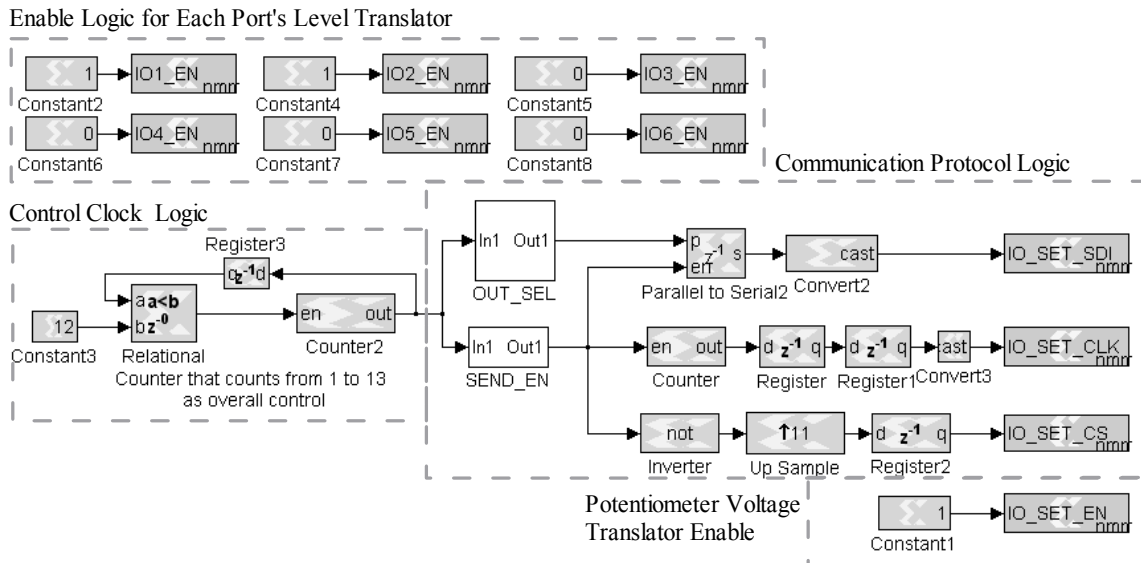 Enable Logic for Each Port's Level Translator
1 IO1_EN 1 IO2_EN 0 IO3_EN
Constant2 Constant4 Constant5
0 IO4_EN 0 IO5_EN 0 IO6_EN
Constant6 Constant7 Constant8
Communication Protocol Logic
Control Clock Logic
Register3
q z⁻¹ d
a a<b
b z⁻⁰
12
en out
Constant3 Relational Counter2
Counter that counts from 1 to 13
as overall control
In1 Out1
OUT_SEL
p
z⁻¹ s
en
Parallel to Serial2
cast
Convert2
IO_SET_SDI
In1 Out1
SEND_EN
en out
Counter
d z⁻¹ q
Register
d z⁻¹ q
Register1
cast
Convert3
IO_SET_CLK
not
Inverter
↑11
Up Sample
d z⁻¹ q
Register2
IO_SET_CS
Potentiometer Voltage
Translator Enable
1 IO_SET_EN
Constant1